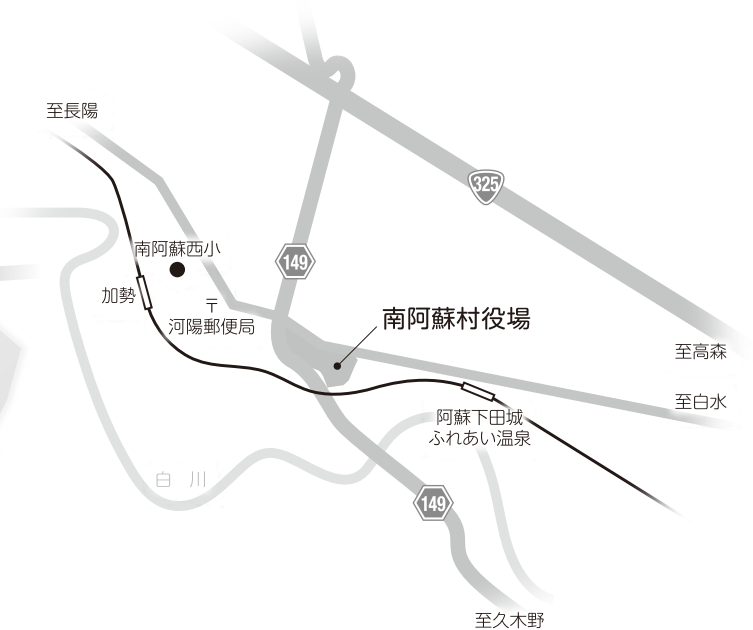 至長陽
325
南阿蘇西小
149
加勢
〒
河陽郵便局
南阿蘇村役場
至高森
至白水
阿蘇下田城
ふれあい温泉
白川
149
至久木野